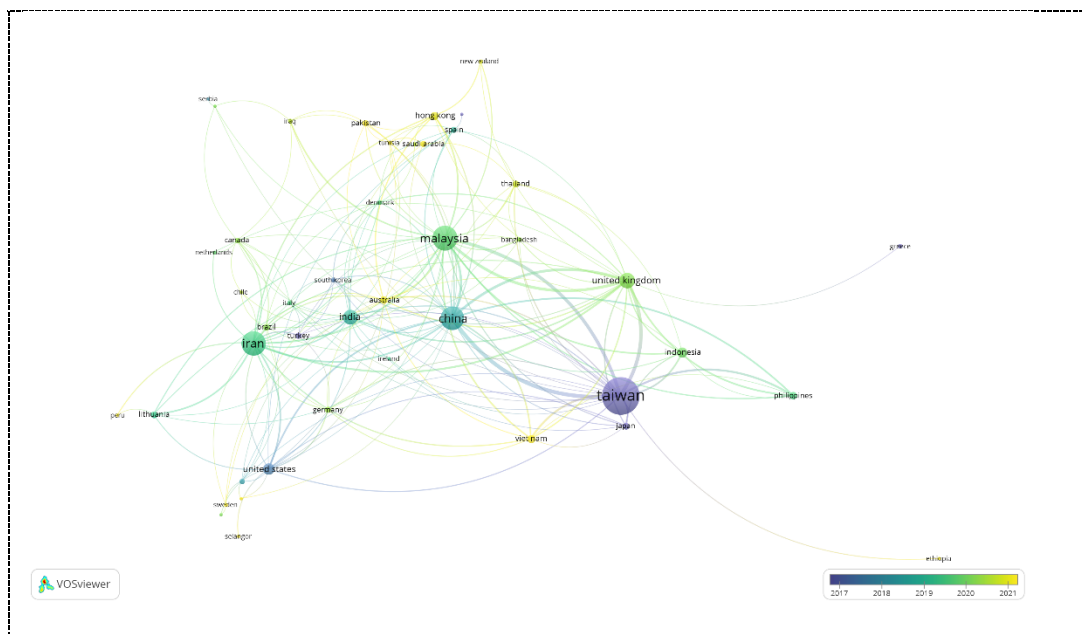 new zealand
serbia
hong kong
iraq
pakistan
spain
tunisia
saudi arabia
thailand
denmark
canada
malaysia
bangladesh
greece
netherlands
south korea
united kingdom
chile
italy
australia
india
china
brazil
turkey
iran
indonesia
ireland
taiwan
philippines
peru
lithuania
germany
japan
viet nam
united states
sweden
selangor
ethiopia
VOSviewer
2017 2018 2019 2020 2021